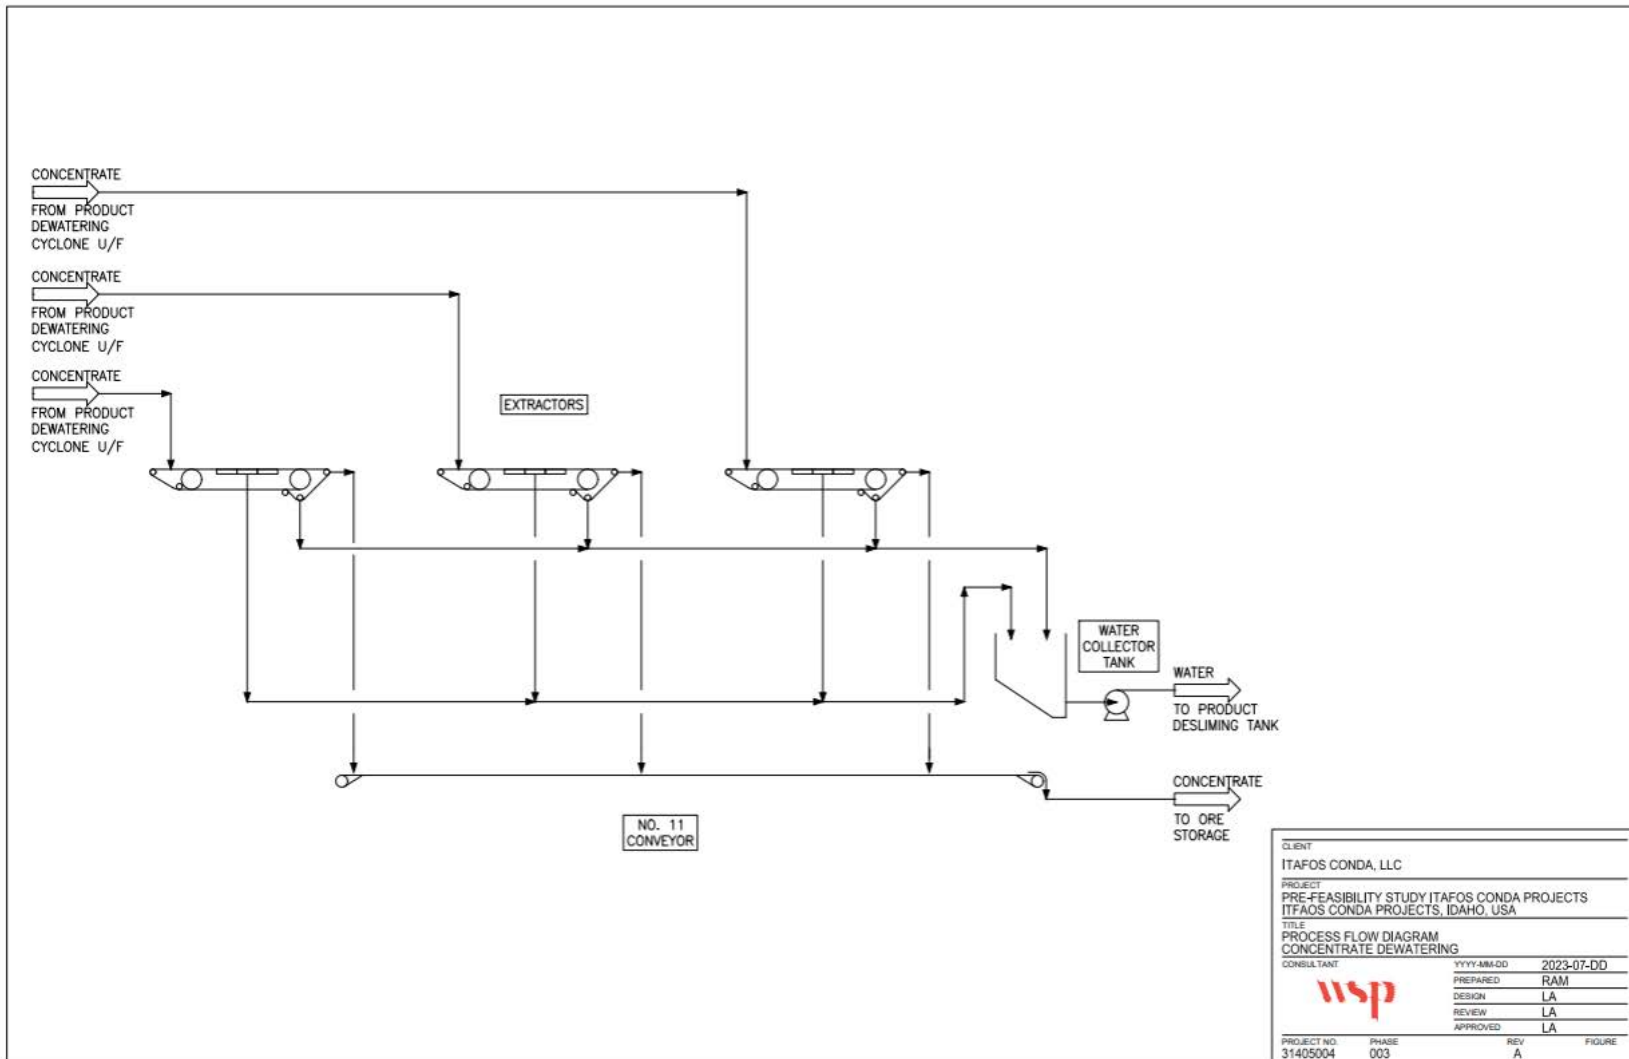 CONCENTRATE
FROM PRODUCT
DEWATERING
CYCLONE U/F
CONCENTRATE
FROM PRODUCT
DEWATERING
CYCLONE U/F
CONCENTRATE
FROM PRODUCT
DEWATERING
CYCLONE U/F
EXTRACTORS
WATER
COLLECTOR
TANK
WATER
TO PRODUCT
DESLIMING TANK
CONCENTRATE
TO ORE
STORAGE
NO. 11
CONVEYOR
CLIENT
ITAFOS CONDA, LLC
PROJECT
PRE-FEASIBILITY STUDY ITAFOS CONDA PROJECTS
ITFAOS CONDA PROJECTS, IDAHO, USA
TITLE
PROCESS FLOW DIAGRAM
CONCENTRATE DEWATERING
CONSULTANT
wsp
YYYY-MM-DD 2023-07-DD
PREPARED RAM
DESIGN LA
REVIEW LA
APPROVED LA
PROJECT NO. PHASE REV FIGURE
31405004 003 A